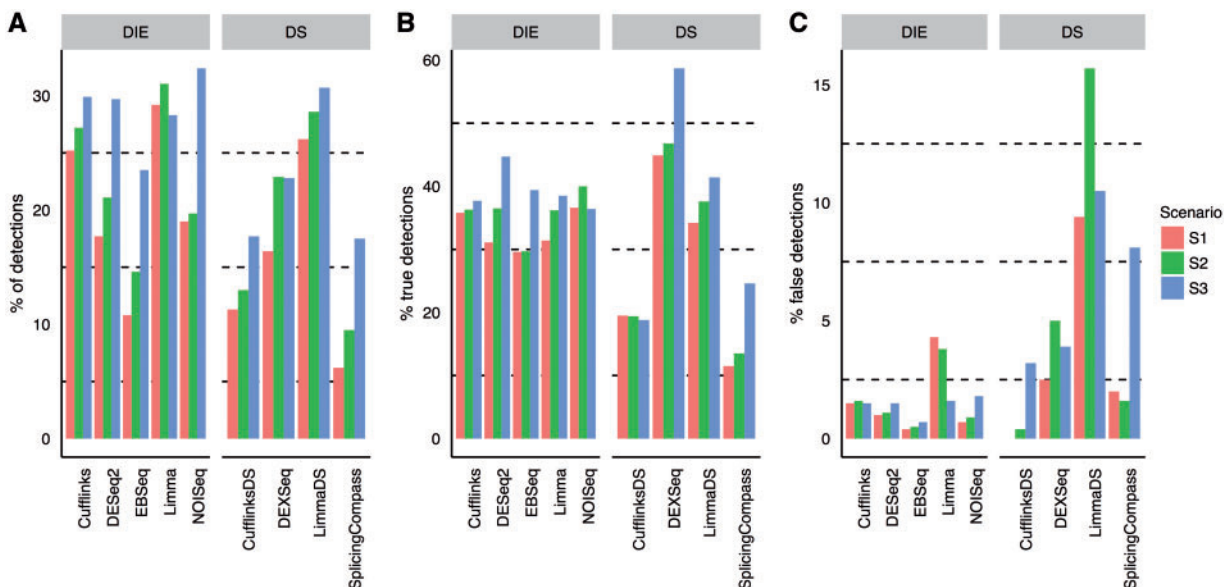 A
DIE
DS
% of detections
30
20
10
0
Cufflinks
DESeq2
EBSeq
Limma
NOISeq
CufflinksDS
DEXSeq
LimmaDS
SplicingCompass
B
DIE
DS
% true detections
60
40
20
0
Cufflinks
DESeq2
EBSeq
Limma
NOISeq
CufflinksDS
DEXSeq
LimmaDS
SplicingCompass
C
DIE
DS
% false detections
15
10
5
0
Cufflinks
DESeq2
EBSeq
Limma
NOISeq
CufflinksDS
DEXSeq
LimmaDS
SplicingCompass
Scenario
S1
S2
S3